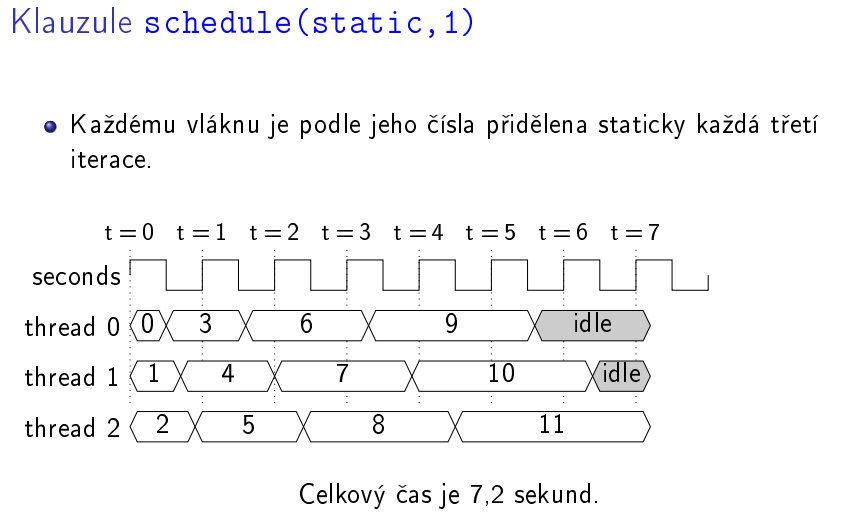 Klauzule schedule(static,1)
Každému vláknu je podle jeho čísla přidělena staticky každá třetí
iterace.
t = 0 t = 1 t = 2 t = 3 t = 4 t = 5 t = 6 t = 7
seconds
thread 0 0 3 6 9 idle
thread 1 1 4 7 10 idle
thread 2 2 5 8 11
Celkový čas je 7,2 sekund.